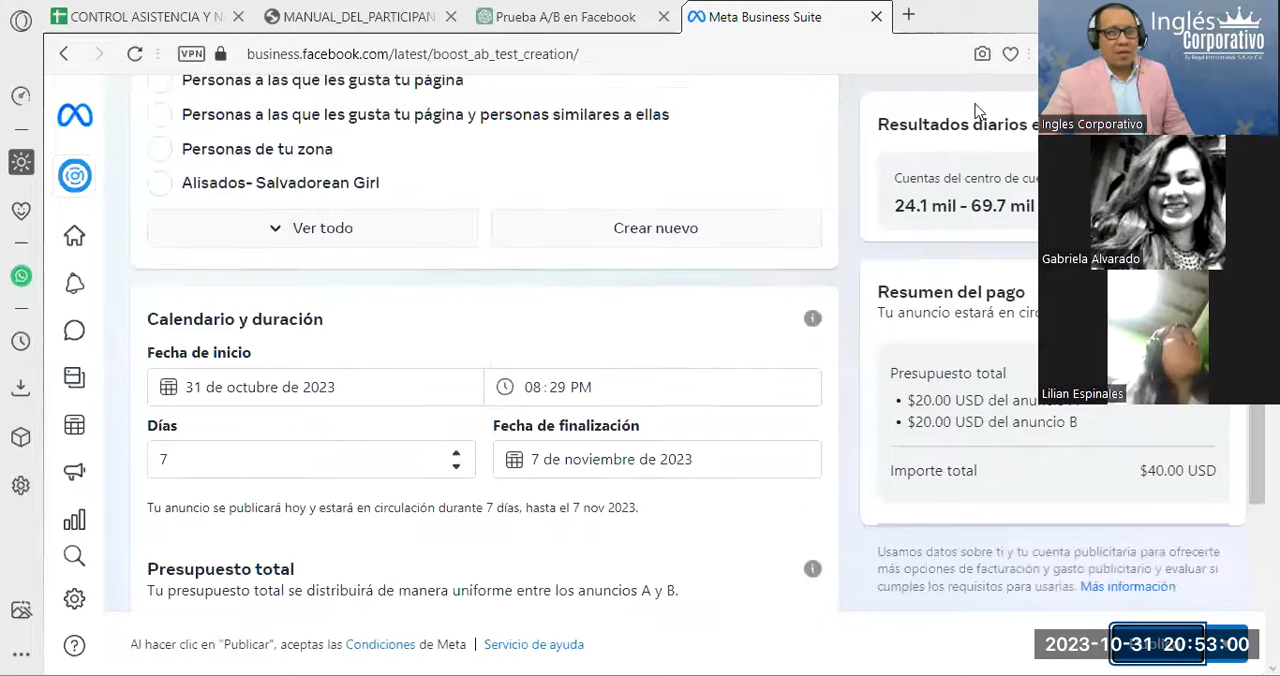 CONTROL ASISTENCIA Y N
MANUAL_DEL_PARTICIPAN
Prueba A/B en Facebook
Meta Business Suite
VPN
business.facebook.com/latest/boost_ab_test_creation/
Inglés
Corporativo
Ingles Corporativo
Gabriela Alvarado
Lilian Espinales
Personas a las que les gusta tu página
Personas a las que les gusta tu página y personas similares a ellas
Personas de tu zona
Alisados- Salvadorean Girl
Ver todo
Crear nuevo
Calendario y duración
Fecha de inicio
31 de octubre de 2023
08:29 PM
Días
Fecha de finalización
7
7 de noviembre de 2023
Tu anuncio se publicará hoy y estará en circulación durante 7 días, hasta el 7 nov 2023.
Presupuesto total
Tu presupuesto total se distribuirá de manera uniforme entre los anuncios A y B.
Resultados diarios e
Cuentas del centro de cue
24.1 mil - 69.7 mil
Resumen del pago
Tu anuncio estará en circ
Presupuesto total
• $20.00 USD del anun
• $20.00 USD del anuncio B
Importe total $40.00 USD
Usamos datos sobre ti y tu cuenta publicitaria para ofrecerte
más opciones de facturación y gasto publicitario y evaluar si
cumples los requisitos para usarlas. Más información
Al hacer clic en "Publicar", aceptas las Condiciones de Meta | Servicio de ayuda
2023-10-31 20:53:00